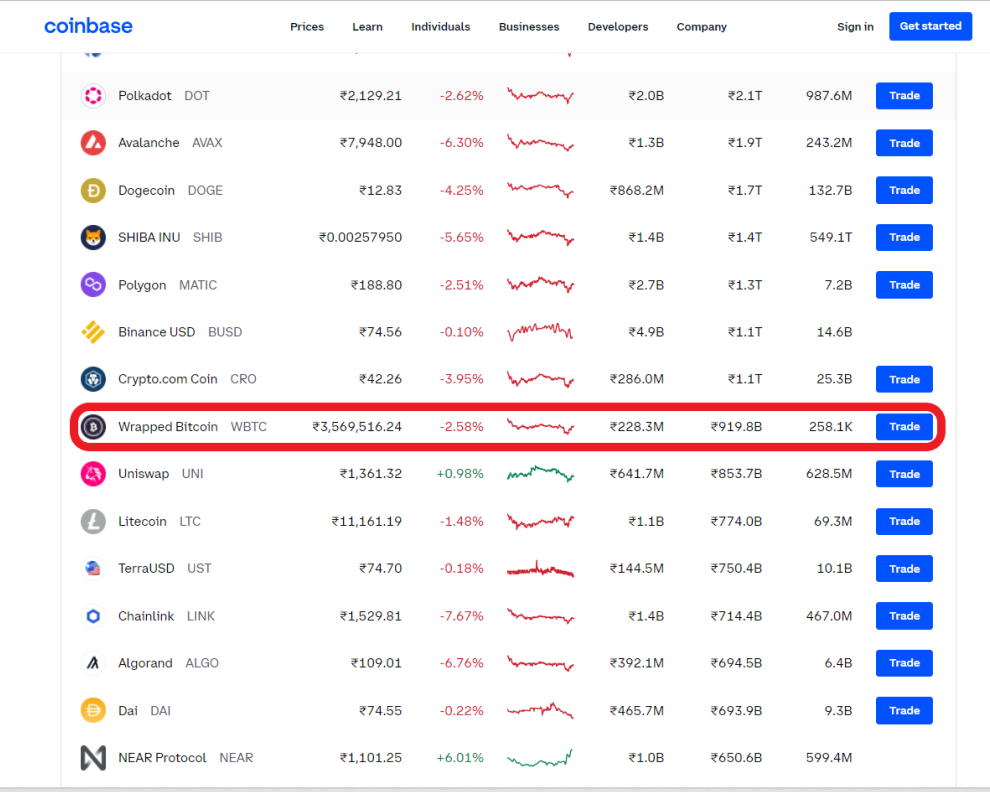 coinbase Prices Learn Individuals Businesses Developers Company Sign in Get started
Polkadot DOT ₹2,129.21 -2.62% ₹2.0B ₹2.1T 987.6M Trade
Avalanche AVAX ₹7,948.00 -6.30% ₹1.3B ₹1.9T 243.2M Trade
Dogecoin DOGE ₹12.83 -4.25% ₹868.2M ₹1.7T 132.7B Trade
SHIBA INU SHIB ₹0.00257950 -5.65% ₹1.4B ₹1.4T 549.1T Trade
Polygon MATIC ₹188.80 -2.51% ₹2.7B ₹1.3T 7.2B Trade
Binance USD BUSD ₹74.56 -0.10% ₹4.9B ₹1.1T 14.6B
Crypto.com Coin CRO ₹42.26 -3.95% ₹286.0M ₹1.1T 25.3B Trade
Wrapped Bitcoin WBTC ₹3,569,516.24 -2.58% ₹228.3M ₹919.8B 258.1K Trade
Uniswap UNI ₹1,361.32 +0.98% ₹641.7M ₹853.7B 628.5M Trade
Litecoin LTC ₹11,161.19 -1.48% ₹1.1B ₹774.0B 69.3M Trade
TerraUSD UST ₹74.70 -0.18% ₹144.5M ₹750.4B 10.1B Trade
Chainlink LINK ₹1,529.81 -7.67% ₹1.4B ₹714.4B 467.0M Trade
Algorand ALGO ₹109.01 -6.76% ₹392.1M ₹694.5B 6.4B Trade
Dai DAI ₹74.55 -0.22% ₹465.7M ₹693.9B 9.3B Trade
NEAR Protocol NEAR ₹1,101.25 +6.01% ₹1.0B ₹650.6B 599.4M